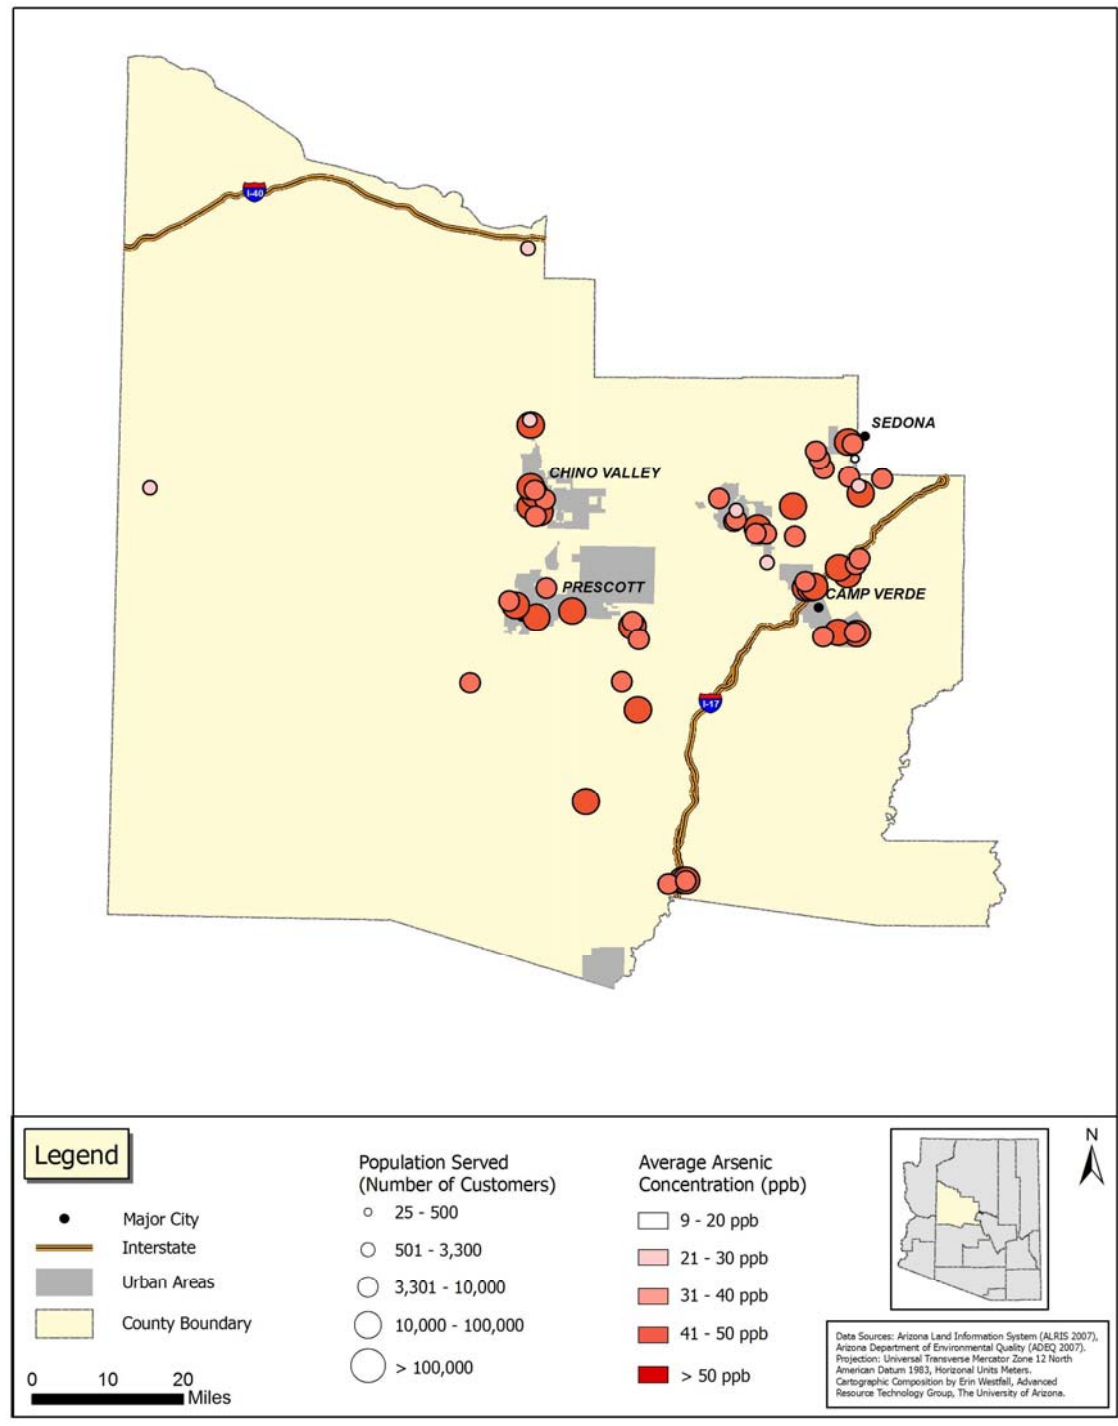 I-40
SEDONA
CHINO VALLEY
PRESCOTT
CAMP VERDE
I-17
Legend
Major City
Interstate
Urban Areas
County Boundary
0 10 20
Miles
Population Served
(Number of Customers)
25 - 500
501 - 3,300
3,301 - 10,000
10,000 - 100,000
> 100,000
Average Arsenic
Concentration (ppb)
9 - 20 ppb
21 - 30 ppb
31 - 40 ppb
41 - 50 ppb
> 50 ppb
N
Data Sources: Arizona Land Information System (ALRIS 2007),
Arizona Department of Environmental Quality (ADEQ 2007).
Projection: Universal Transverse Mercator Zone 12 North
American Datum 1983, Horizonal Units Meters.
Cartographic Composition by Erin Westfall, Advanced
Resource Technology Group, The University of Arizona.